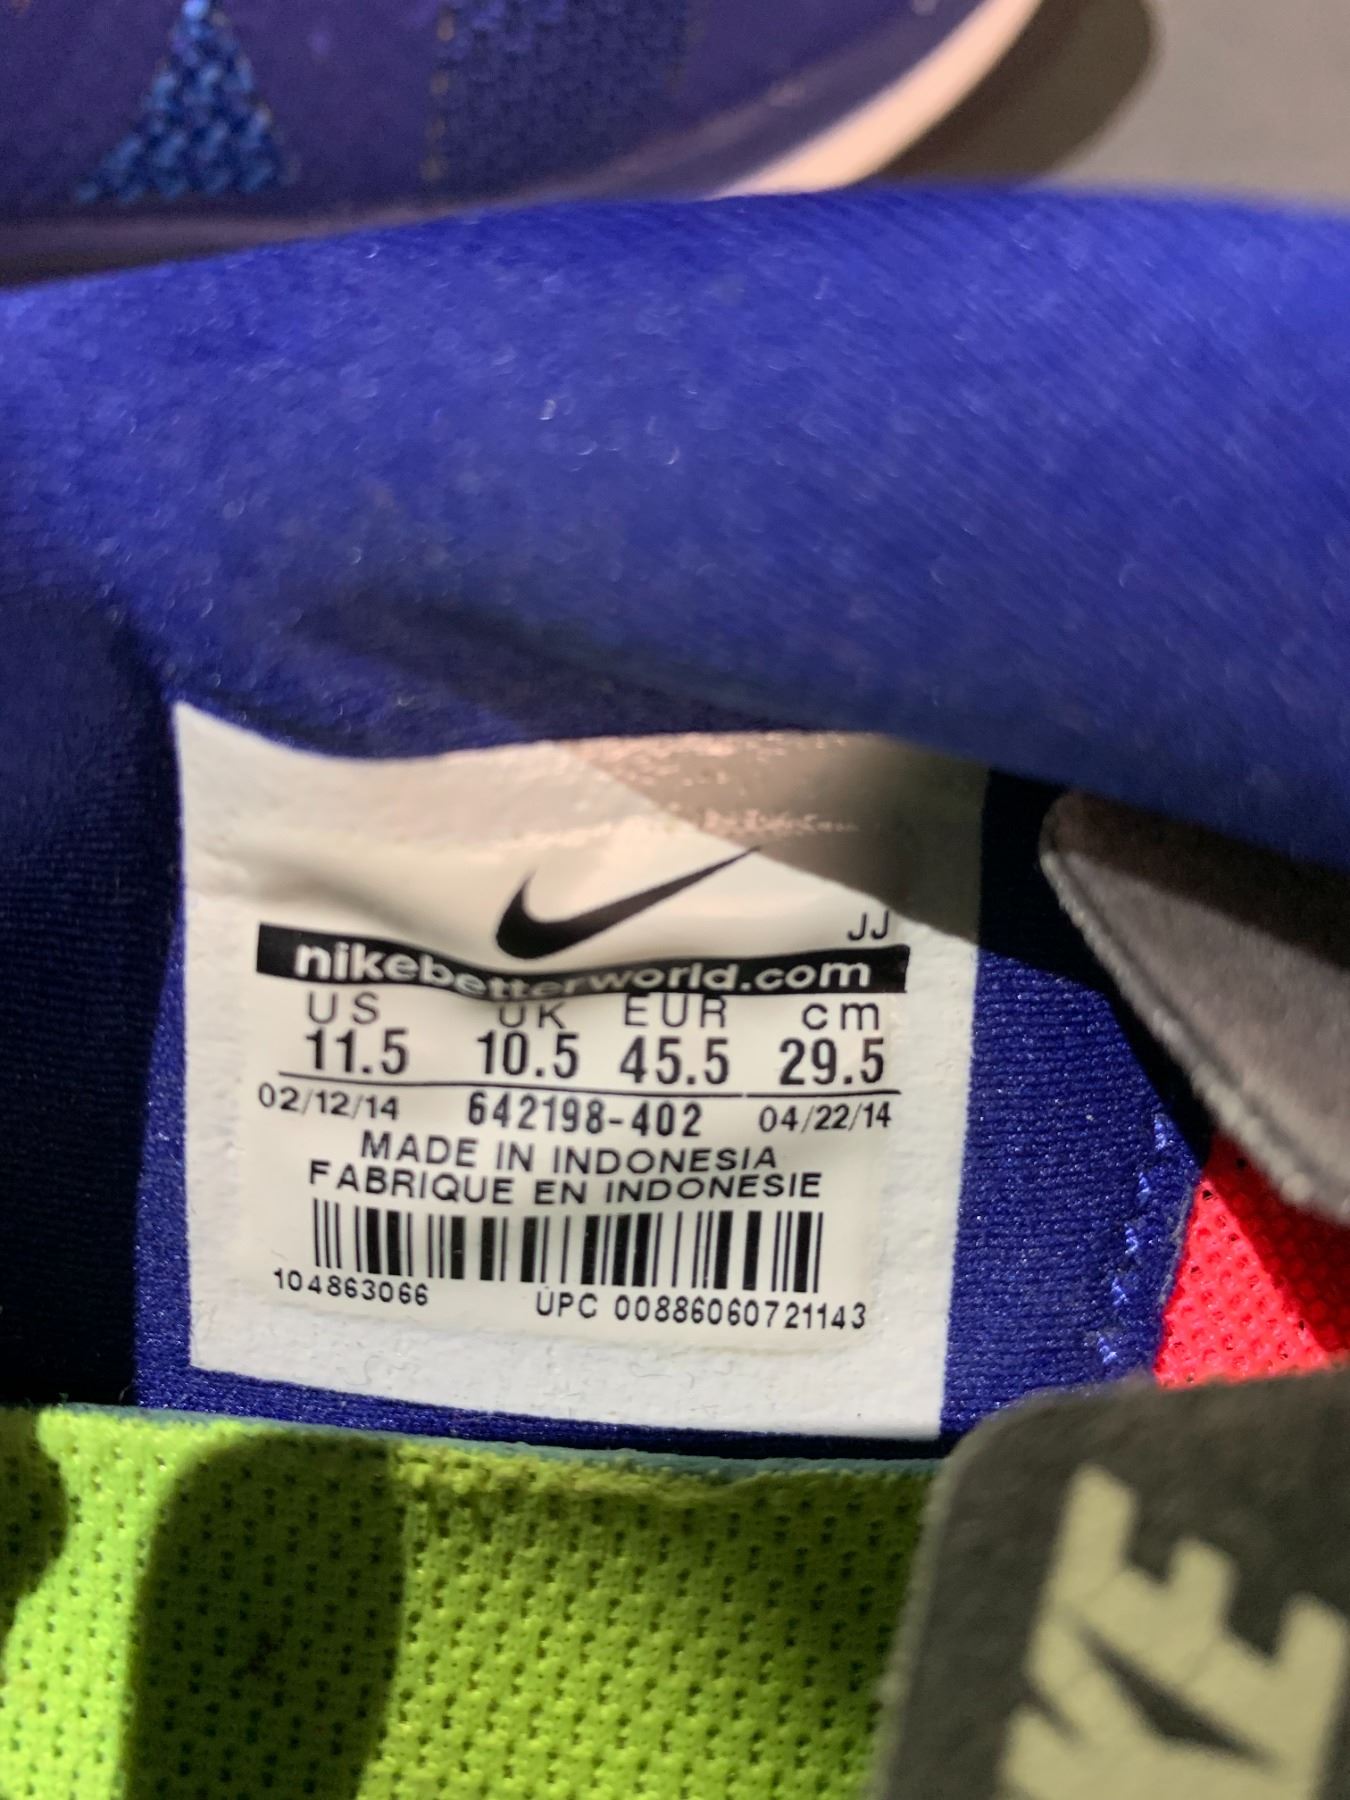 JJ
nikebetterworld.com
US UK EUR cm
11.5 10.5 45.5 29.5
02/12/14 642198-402 04/22/14
MADE IN INDONESIA
FABRIQUE EN INDONESIE
104863066 UPC 00886060721143